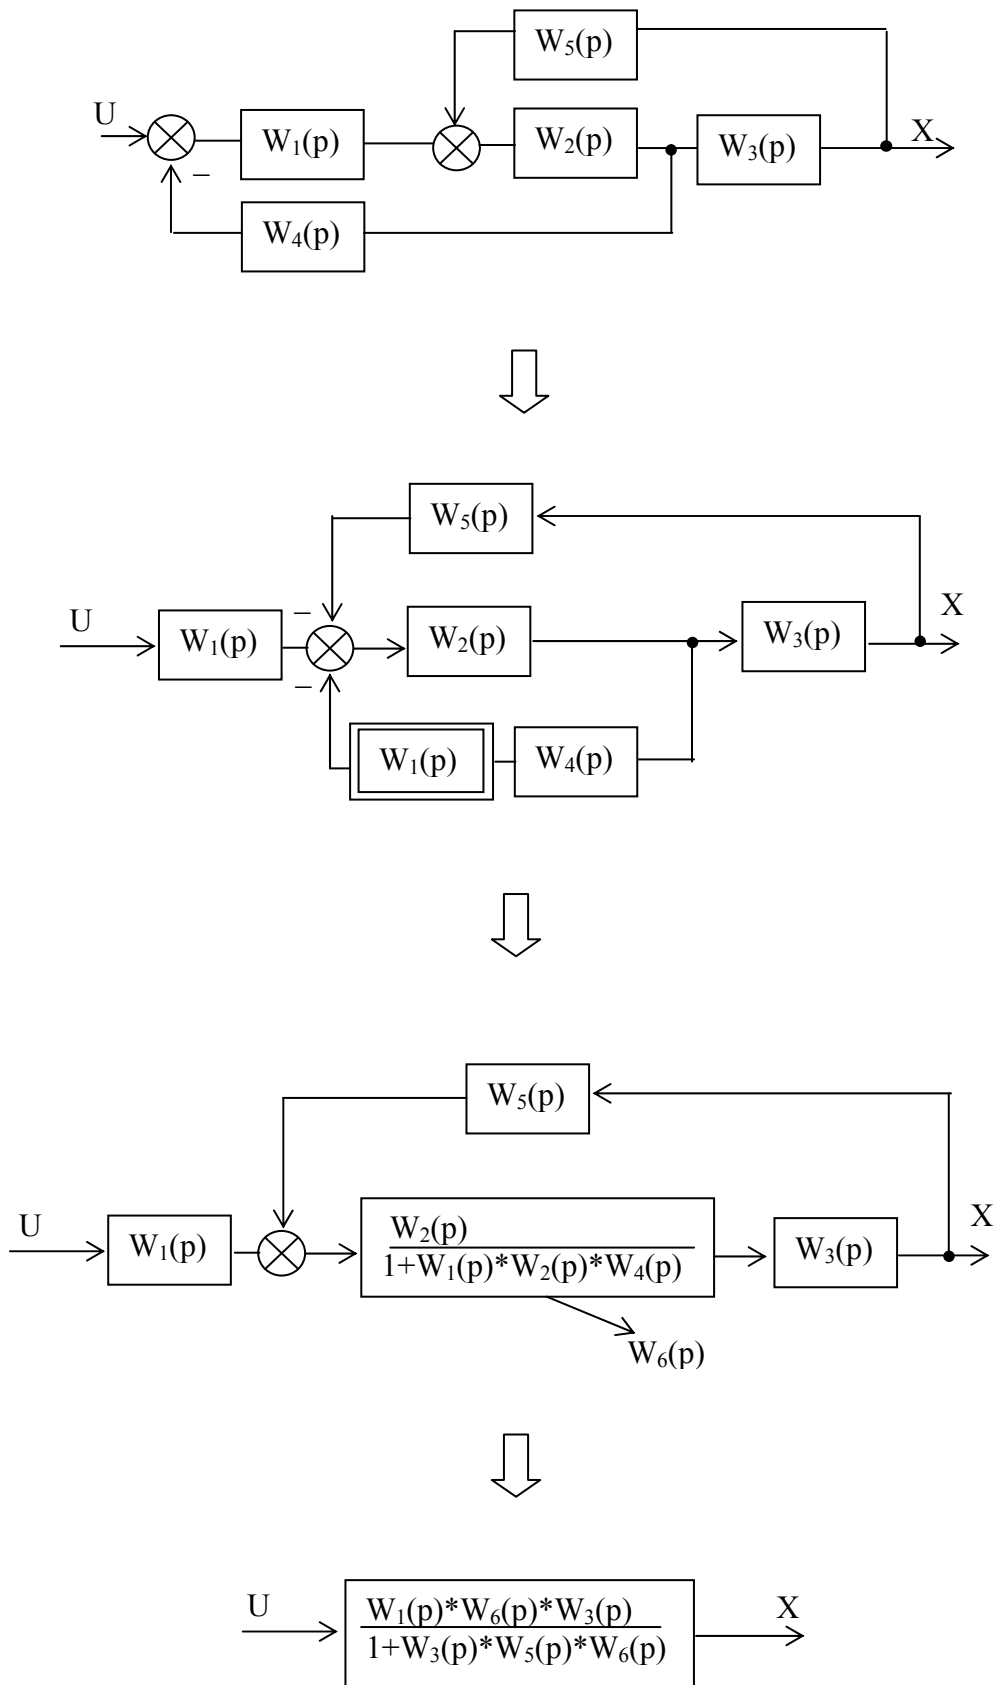 W₅(p)
U
W₁(p)
W₂(p)
W₃(p)
X
–
W₄(p)
W₅(p)
U
W₁(p)
–
W₂(p)
W₃(p)
X
–
W₁(p)
W₄(p)
W₅(p)
U
W₁(p)
W₂(p)
1+W₁(p)*W₂(p)*W₄(p)
W₃(p)
X
W₆(p)
U
W₁(p)*W₆(p)*W₃(p)
1+W₃(p)*W₅(p)*W₆(p)
X